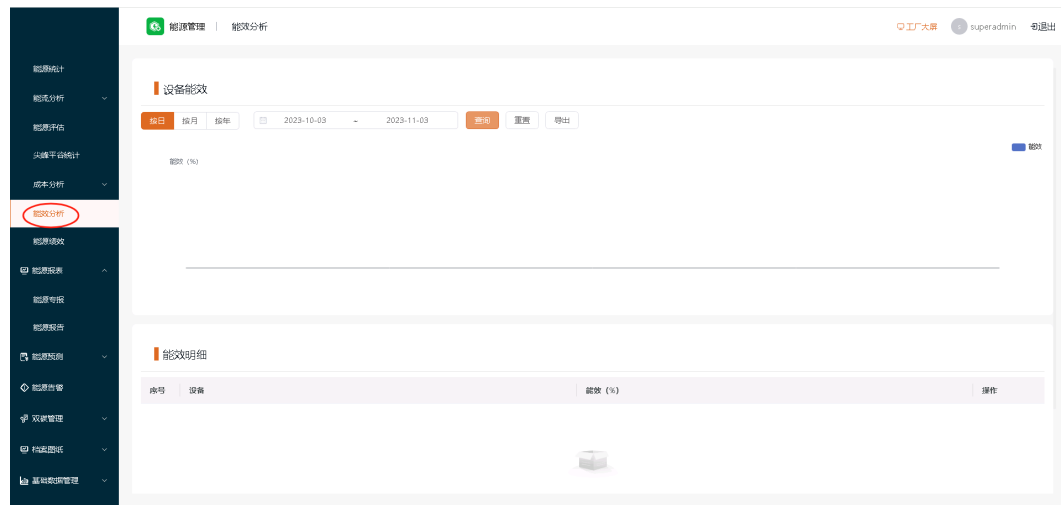 能源管理 | 能效分析
工厂大屏 s superadmin 退出
能源统计
能流分析
能源评估
尖峰平谷统计
成本分析
能效分析
能源绩效
能源报表
能源专报
能源报告
能源预测
能源告警
双碳管理
档案图纸
基础数据管理
设备能效
按日 按月 按年 2023-10-03 - 2023-11-03 查询 重置 导出
能效
能效 (%)
能效明细
序号 设备 能效 (%) 操作